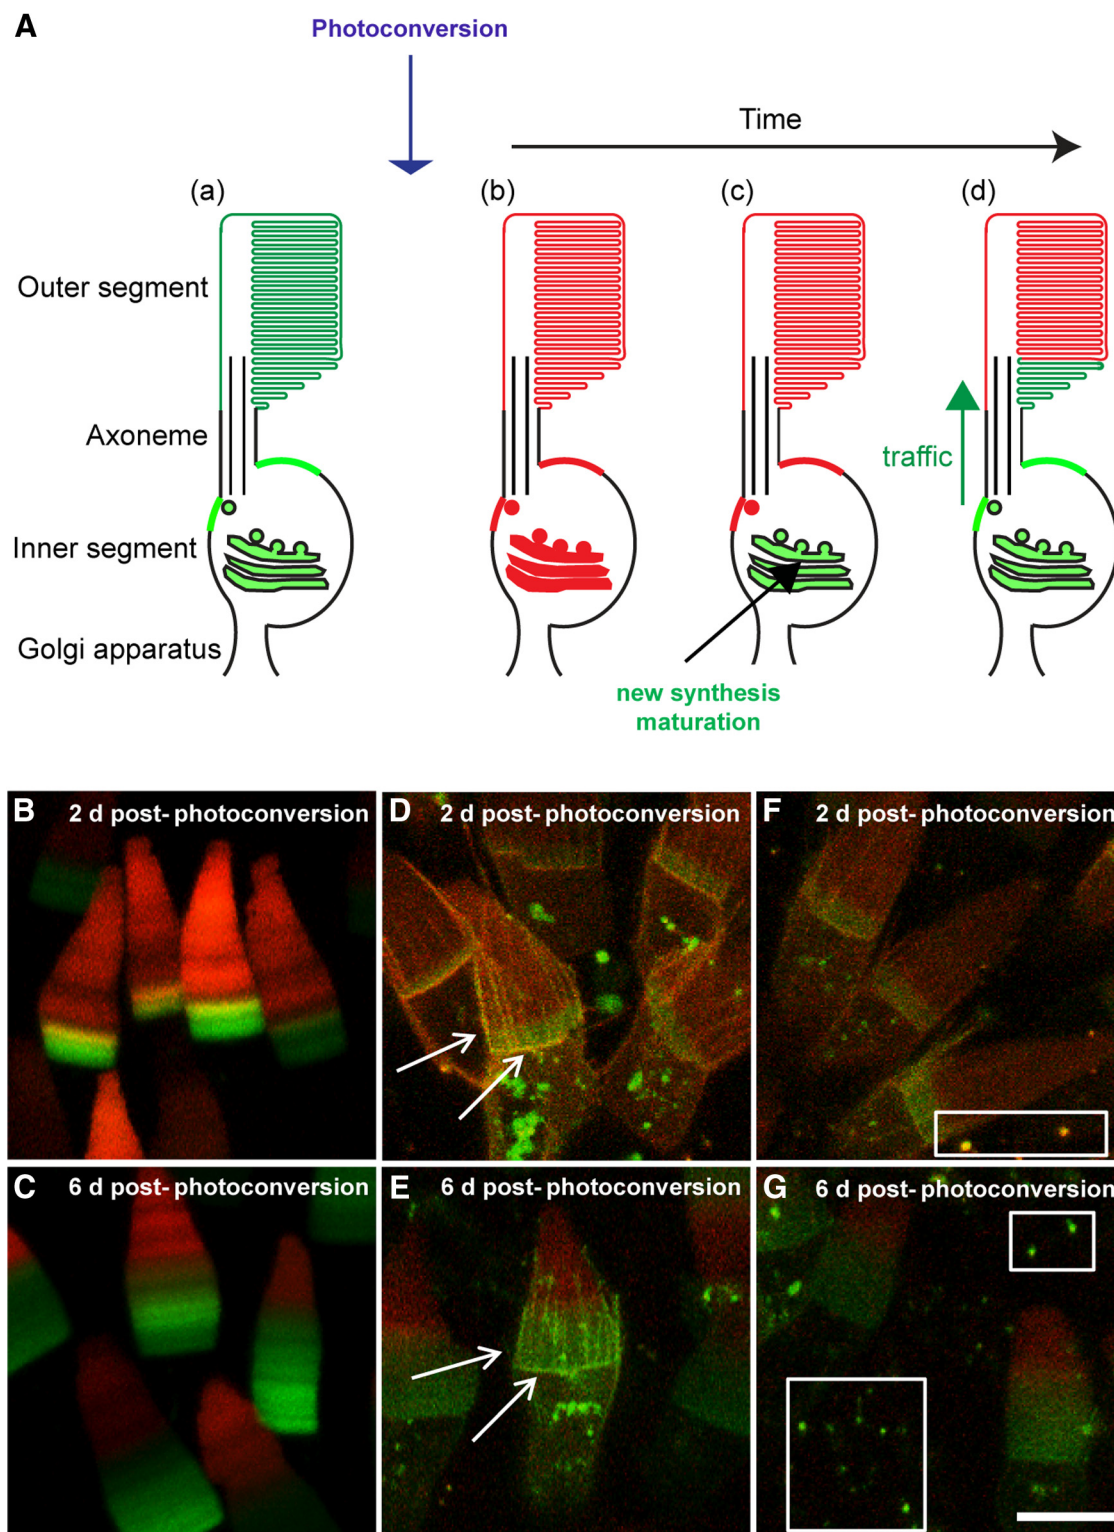 A
Photoconversion
Time
(a)
(b)
(c)
(d)
Outer segment
Axoneme
traffic
Inner segment
Golgi apparatus
new synthesis
maturation
B 2 d post-photoconversion
D 2 d post-photoconversion
F 2 d post-photoconversion
C 6 d post-photoconversion
E 6 d post-photoconversion
G 6 d post-photoconversion